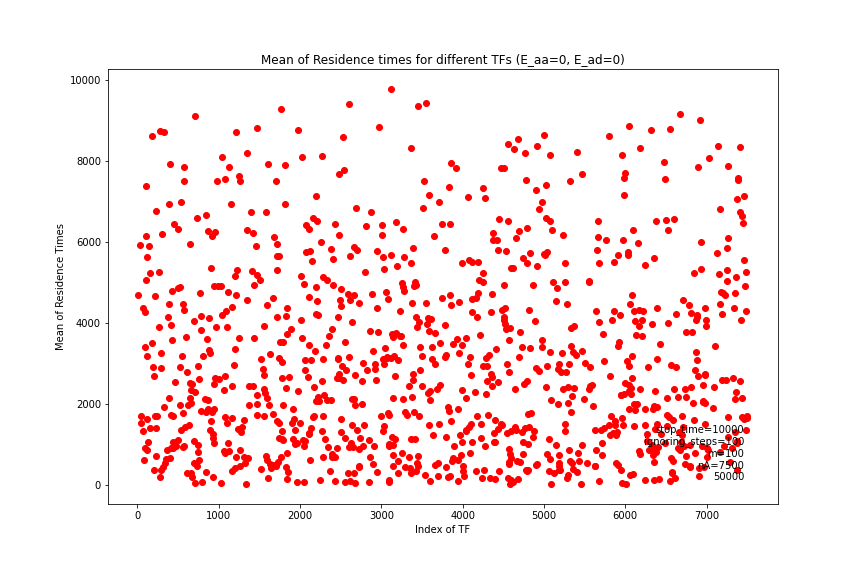 Mean of Residence times for different TFs (E_aa=0, E_ad=0)
10000
8000
6000
4000
2000
0
Mean of Residence Times
stop_time=10000
ignoring_steps=100
m=100
nA=7500
50000
0 1000 2000 3000 4000 5000 6000 7000
Index of TF